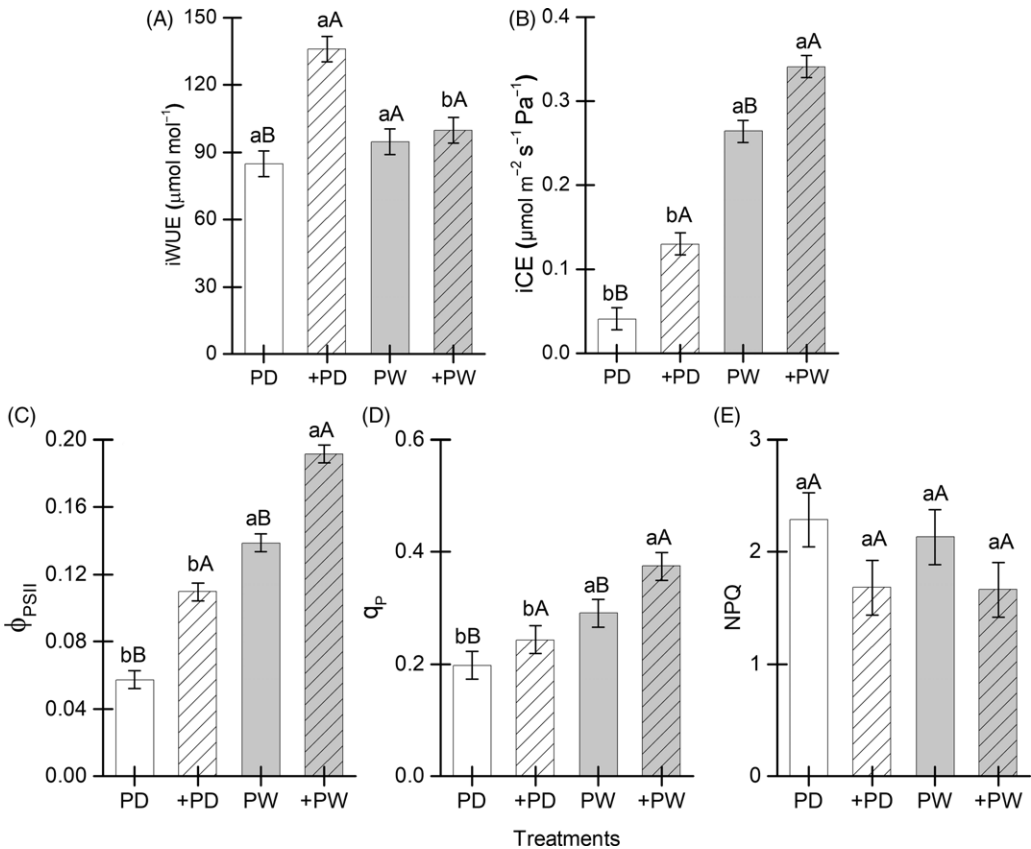 (A)
iWUE (μmol mol⁻¹)
150
120
90
60
30
0
aB
aA
aA
bA
PD
+PD
PW
+PW
(B)
iCE (μmol m⁻² s⁻¹ Pa⁻¹)
0.4
0.3
0.2
0.1
0.0
bB
bA
aB
aA
PD
+PD
PW
+PW
(C)
ϕPSII
0.20
0.16
0.12
0.08
0.04
0.00
bB
bA
aB
aA
PD
+PD
PW
+PW
(D)
qP
0.6
0.4
0.2
0.0
bB
bA
aB
aA
PD
+PD
PW
+PW
(E)
NPQ
3
2
1
0
aA
aA
aA
aA
PD
+PD
PW
+PW
Treatments